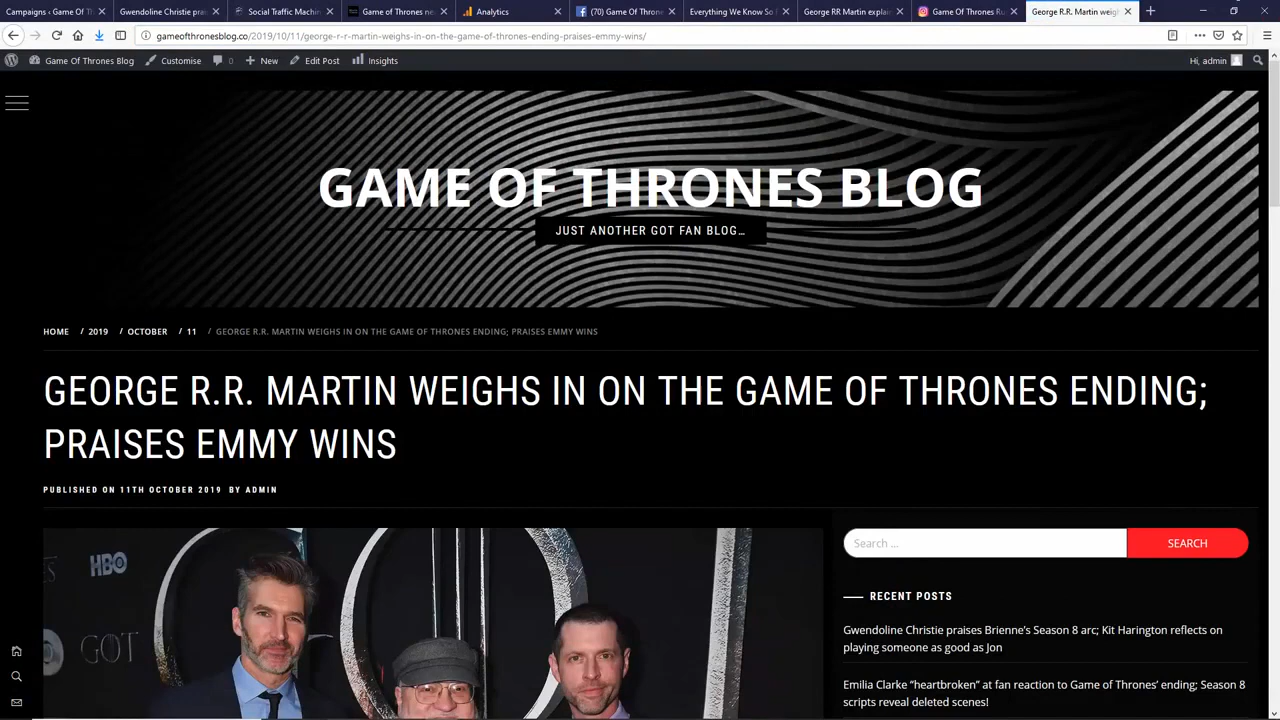 Campaigns ‹ Game Of Th
Gwendoline Christie prai
Social Traffic Machin
Game of Thrones ne
Analytics
(70) Game Of Throne
Everything We Know So F
George RR Martin explai
Game Of Thrones Ru
George R.R. Martin weig
gameofthronesblog.co/2019/10/11/george-r-r-martin-weighs-in-on-the-game-of-thrones-ending-praises-emmy-wins/
Game Of Thrones Blog
Customise
0
New
Edit Post
Insights
Hi, admin
GAME OF THRONES BLOG
JUST ANOTHER GOT FAN BLOG…
HOME / 2019 / OCTOBER / 11 / GEORGE R.R. MARTIN WEIGHS IN ON THE GAME OF THRONES ENDING; PRAISES EMMY WINS
GEORGE R.R. MARTIN WEIGHS IN ON THE GAME OF THRONES ENDING;
PRAISES EMMY WINS
PUBLISHED ON 11TH OCTOBER 2019 BY ADMIN
HBO
GOT
Search …
SEARCH
RECENT POSTS
Gwendoline Christie praises Brienne's Season 8 arc; Kit Harington reflects on
playing someone as good as Jon
Emilia Clarke “heartbroken” at fan reaction to Game of Thrones’ ending; Season 8
scripts reveal deleted scenes!